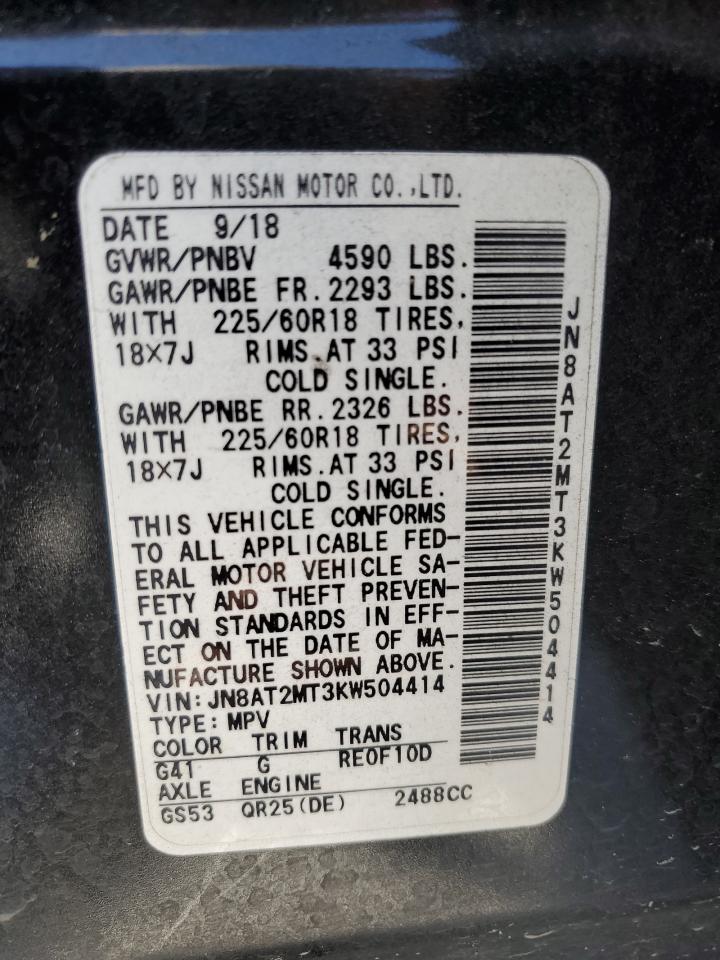 MFD BY NISSAN MOTOR CO.,LTD.
DATE 9/18
GVWR/PNBV 4590 LBS.
GAWR/PNBE FR.2293 LBS.
WITH 225/60R18 TIRES,
18X7J RIMS.AT 33 PSI
COLD SINGLE.
GAWR/PNBE RR.2326 LBS.
WITH 225/60R18 TIRES,
18X7J RIMS.AT 33 PSI
COLD SINGLE.
THIS VEHICLE CONFORMS
TO ALL APPLICABLE FED-
ERAL MOTOR VEHICLE SA-
FETY AND THEFT PREVEN-
TION STANDARDS IN EFF-
ECT ON THE DATE OF MA-
NUFACTURE SHOWN ABOVE.
VIN:JN8AT2MT3KW504414
TYPE:MPV
COLOR TRIM TRANS
G41 G RE0F10D
AXLE ENGINE
GS53 QR25(DE) 2488CC
JN8AT2MT3KW504414